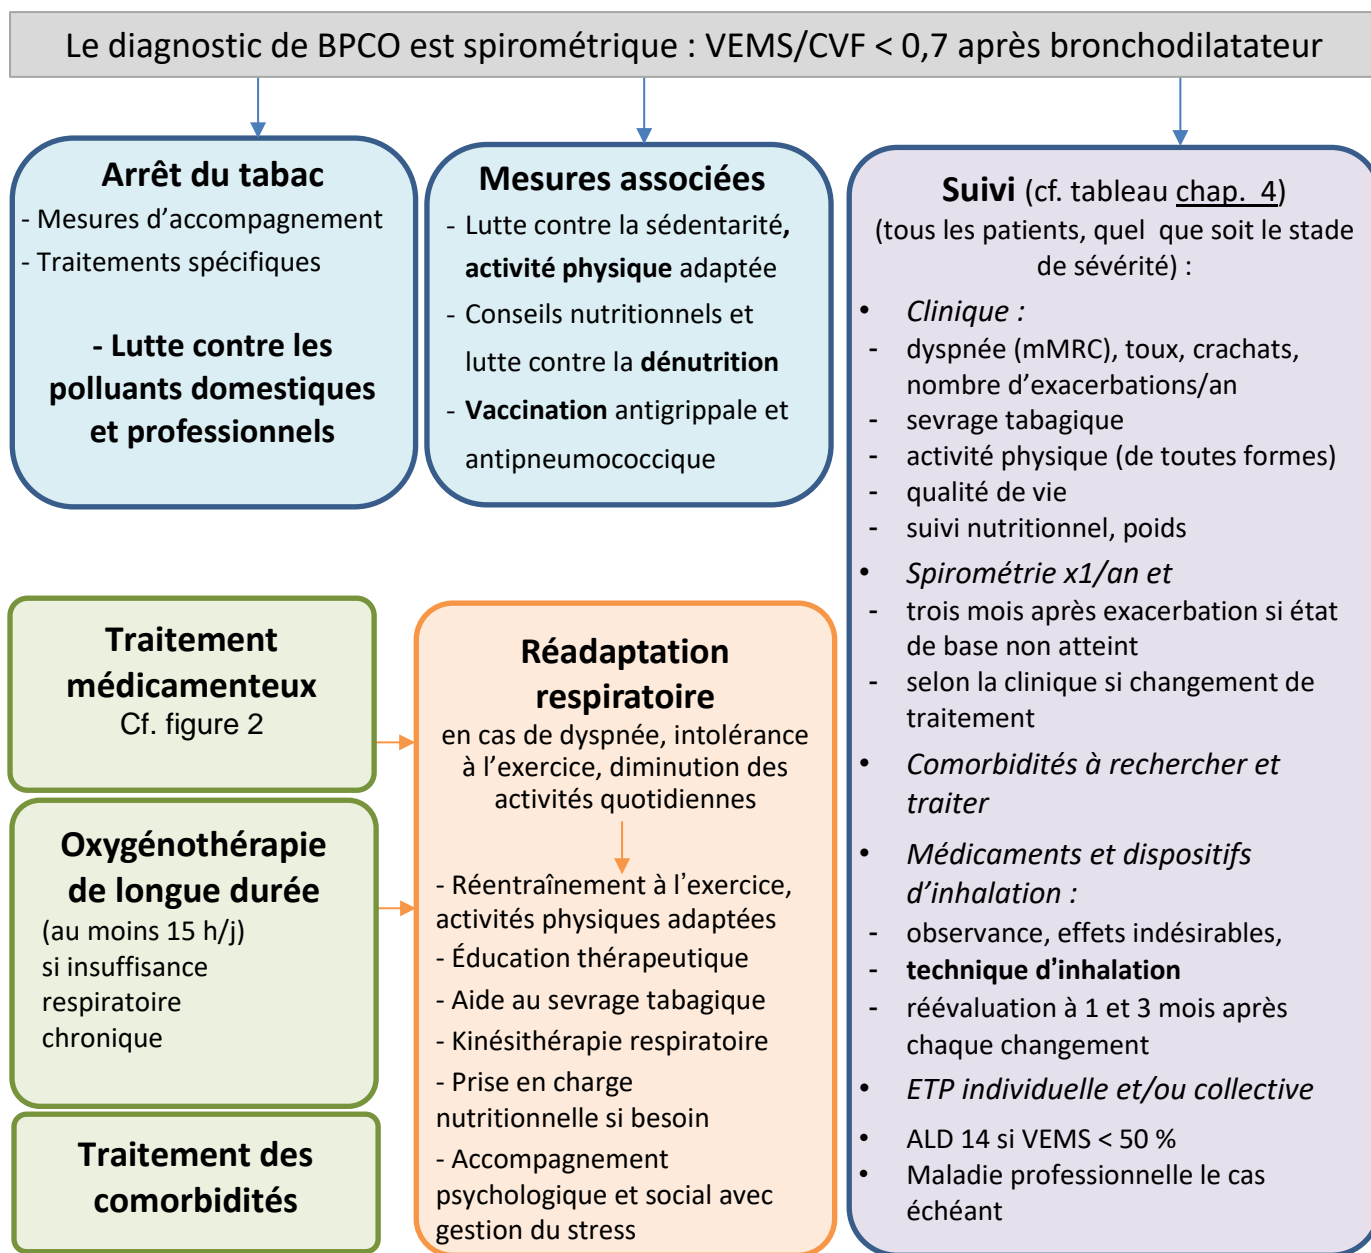 Le diagnostic de BPCO est spirométrique : VEMS/CVF < 0,7 après bronchodilatateur
Arrêt du tabac
- Mesures d'accompagnement
- Traitements spécifiques
- Lutte contre les
polluants domestiques
et professionnels
Mesures associées
- Lutte contre la sédentarité,
activité physique adaptée
- Conseils nutritionnels et
lutte contre la dénutrition
- Vaccination antigrippale et
antipneumococcique
Suivi (cf. tableau chap. 4)
(tous les patients, quel que soit le stade
de sévérité) :
• Clinique :
- dyspnée (mMRC), toux, crachats,
nombre d'exacerbations/an
- sevrage tabagique
- activité physique (de toutes formes)
- qualité de vie
- suivi nutritionnel, poids
• Spirométrie x1/an et
- trois mois après exacerbation si état
de base non atteint
- selon la clinique si changement de
traitement
• Comorbidités à rechercher et
traiter
• Médicaments et dispositifs
d'inhalation :
- observance, effets indésirables,
- technique d'inhalation
- réévaluation à 1 et 3 mois après
chaque changement
• ETP individuelle et/ou collective
• ALD 14 si VEMS < 50 %
• Maladie professionnelle le cas
échéant
Traitement
médicamenteux
Cf. figure 2
Oxygénothérapie
de longue durée
(au moins 15 h/j)
si insuffisance
respiratoire
chronique
Traitement des
comorbidités
Réadaptation
respiratoire
en cas de dyspnée, intolérance
à l'exercice, diminution des
activités quotidiennes
- Réentraînement à l'exercice,
activités physiques adaptées
- Éducation thérapeutique
- Aide au sevrage tabagique
- Kinésithérapie respiratoire
- Prise en charge
nutritionnelle si besoin
- Accompagnement
psychologique et social avec
gestion du stress